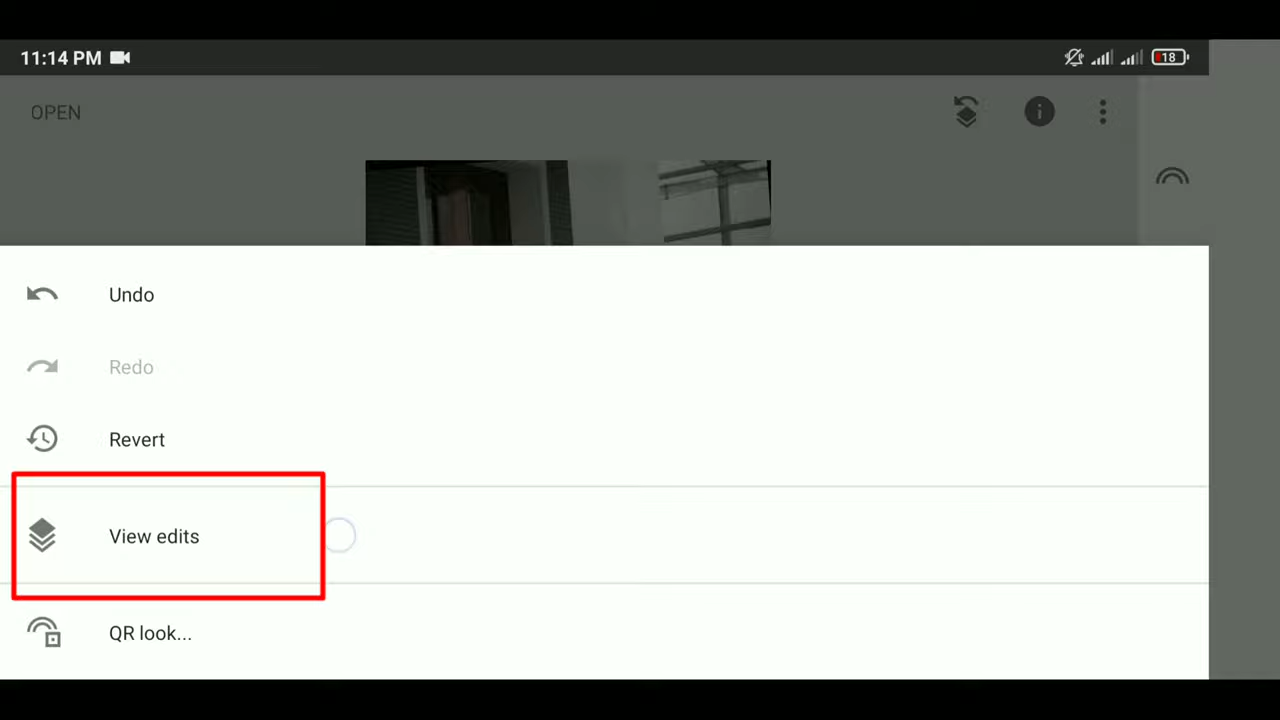 11:14 PM
18
OPEN
Undo
Redo
Revert
View edits
QR look...